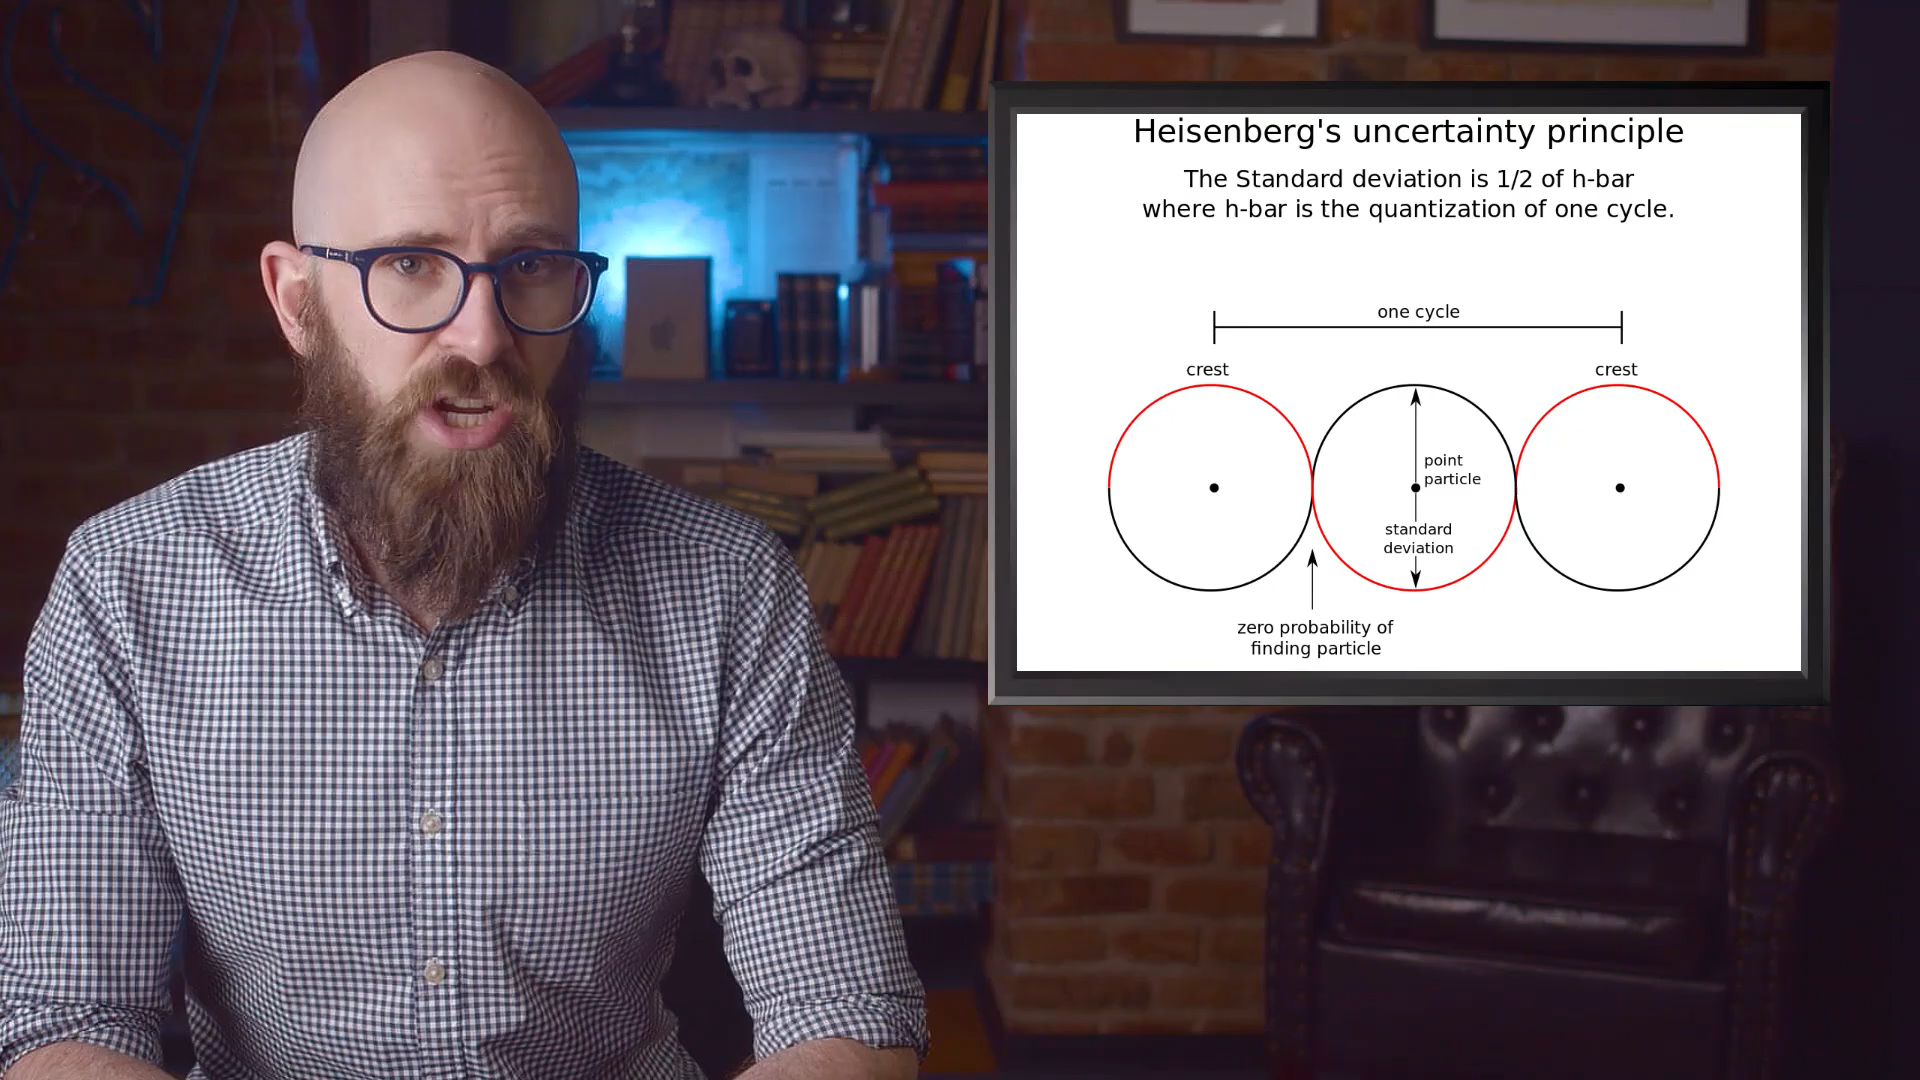 Heisenberg's uncertainty principle
The Standard deviation is 1/2 of h-bar
where h-bar is the quantization of one cycle.
one cycle
crest
crest
point
particle
standard
deviation
zero probability of
finding particle